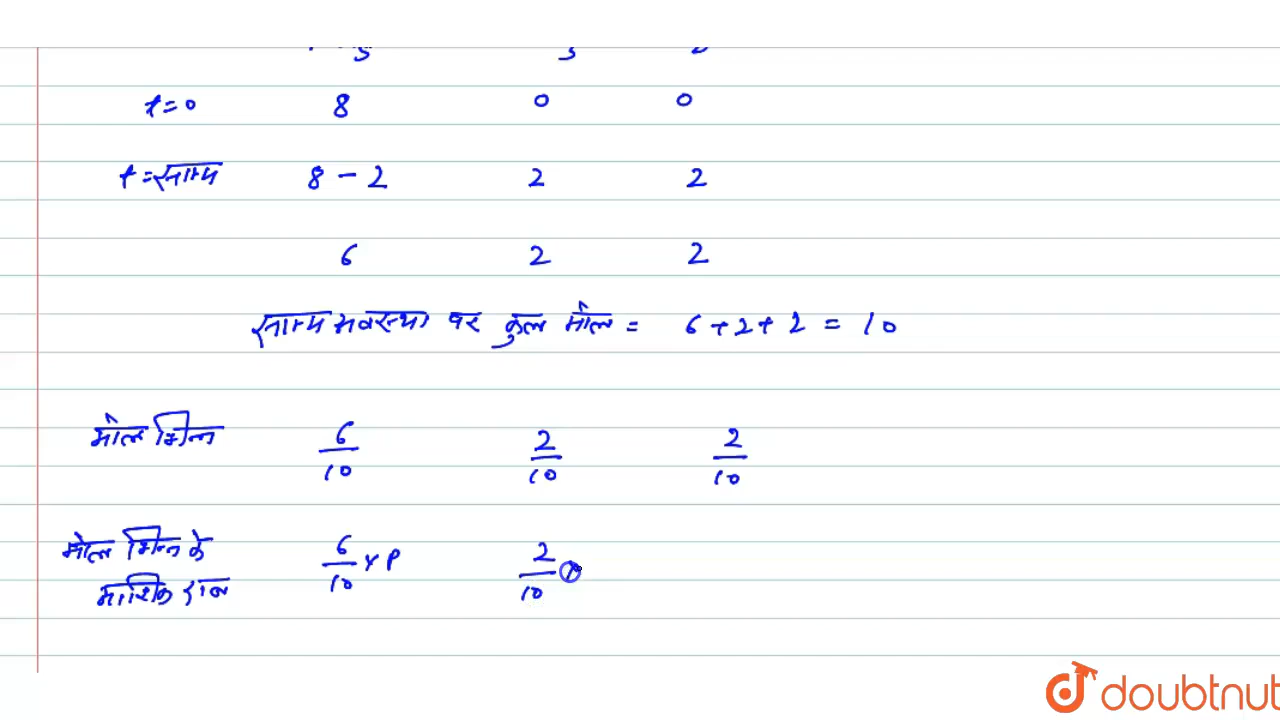 t=0 8 0 0
t=साम्य 8-2 2 2
6 2 2
साम्य अवस्था पर कुल मोल = 6+2+2 = 10
मोल भिन्न 6/10 2/10 2/10
मोल भिन्न के 6/10 × P 2/10
आंशिक दाब
doubtnut